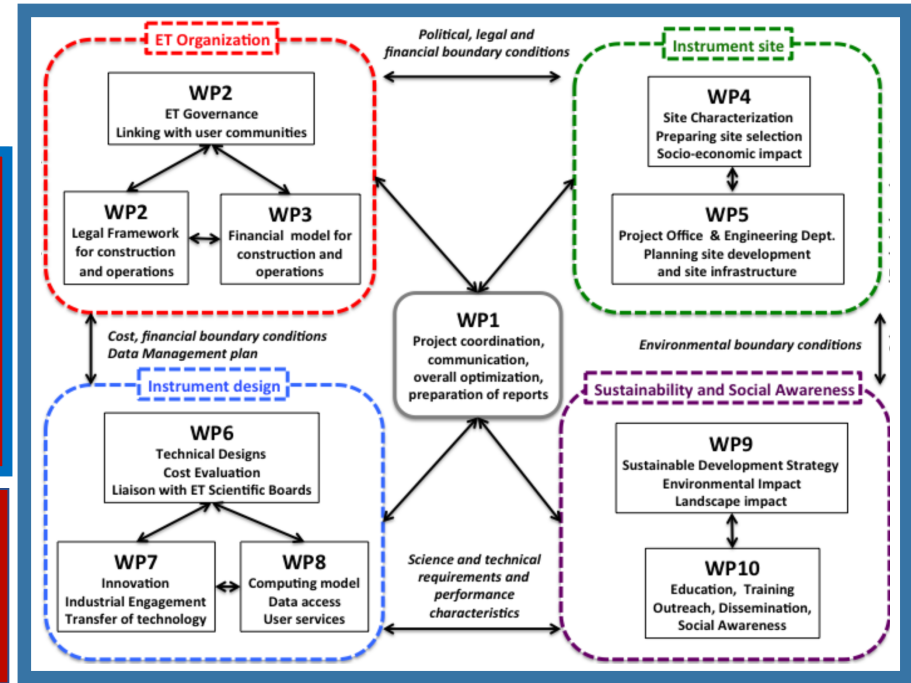 ET Organization
Political, legal and
financial boundary conditions
Instrument site
WP2
ET Governance
Linking with user communities
WP2
Legal Framework
for construction
and operations
WP3
Financial model for
construction and
operations
WP4
Site Characterization
Preparing site selection
Socio-economic impact
WP5
Project Office & Engineering Dept.
Planning site development
and site infrastructure
WP1
Project coordination,
communication,
overall optimization,
preparation of reports
Cost, financial boundary conditions
Data Management plan
Environmental boundary conditions
Instrument design
WP6
Technical Designs
Cost Evaluation
Liaison with ET Scientific Boards
WP7
Innovation
Industrial Engagement
Transfer of technology
WP8
Computing model
Data access
User services
Science and technical
requirements and
performance
characteristics
Sustainability and Social Awareness
WP9
Sustainable Development Strategy
Environmental Impact
Landscape impact
WP10
Education, Training
Outreach, Dissemination,
Social Awareness